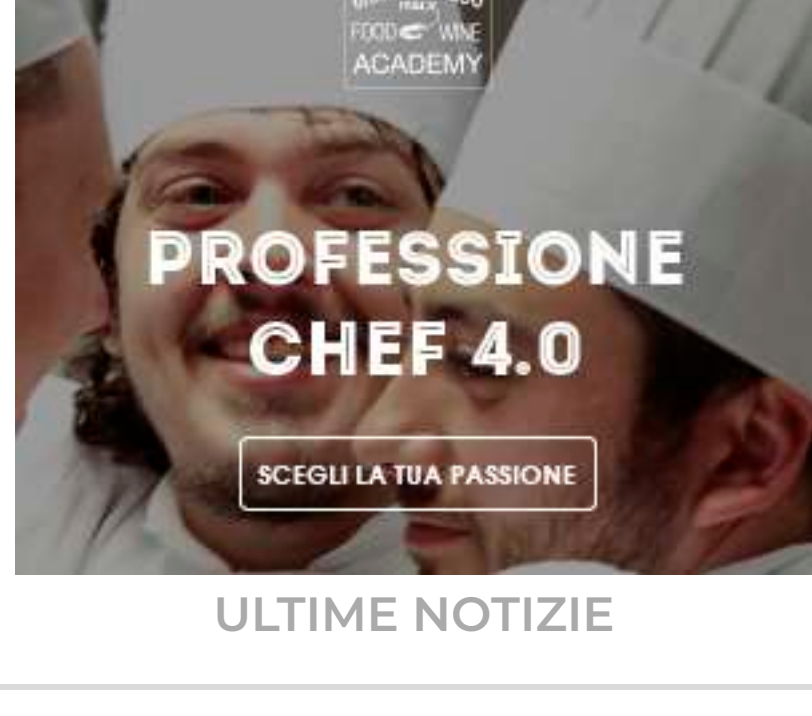 FOOD WINE
ACADEMY
PROFESSIONE
CHEF 4.0
SCEGLI LA TUA PASSIONE
ULTIME NOTIZIE